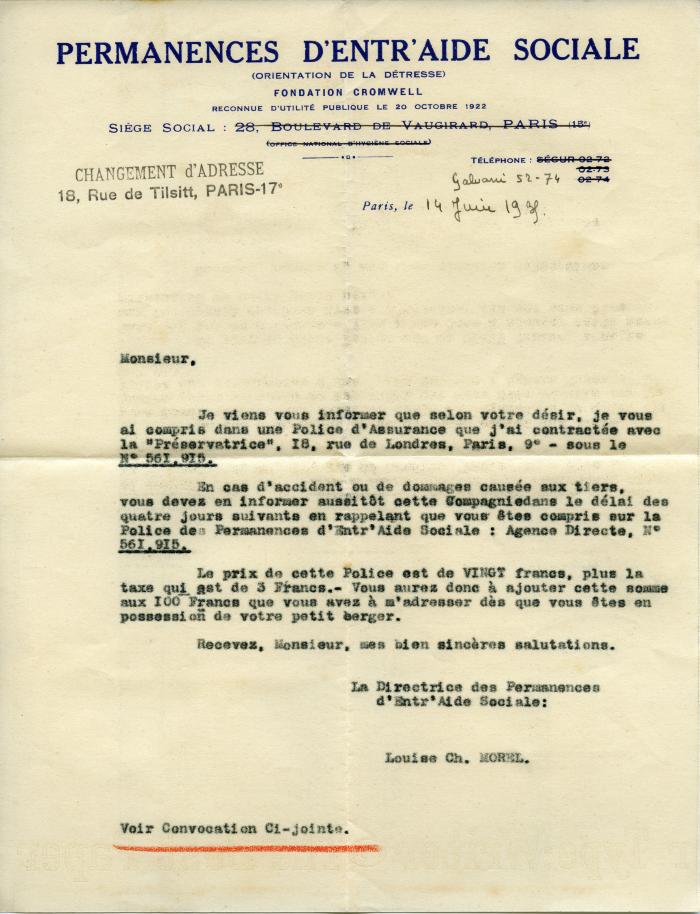 PERMANENCES D'ENTR'AIDE SOCIALE
(ORIENTATION DE LA DÉTRESSE)
FONDATION CROMWELL
RECONNUE D'UTILITÉ PUBLIQUE LE 20 OCTOBRE 1922
SIÈGE SOCIAL : 28, BOULEVARD DE VAUGIRARD, PARIS (15e)
(OFFICE NATIONAL D'HYGIÈNE SOCIALE)
CHANGEMENT d'ADRESSE
18, Rue de Tilsitt, PARIS-17e
TÉLÉPHONE : SÉGUR 02-72
02-73
02-74
Galvani 52-74
Paris, le 14 Juin
Monsieur,
Je viens vous informer que selon votre désir, je vous
ai compris dans une Police d'Assurance que j'ai contractée avec
la "Préservatrice", I8, rue de Londres, Paris, 9° - sous le
N° 56I.9I5.
En cas d'accident ou de dommages causée aux tiers,
vous devez en informer aussitôt cette Compagniedans le délai des
quatre jours suivants en rappelant que vous êtes compris sur la
Police des Permanences d'Entr'Aide Sociale : Agence Directe, N°
56I.9I5.
Le prix de cette Police est de VINGT francs, plus la
taxe qui est de 3 Francs.- Vous aurez donc à ajouter cette somme
aux I00 Francs que vous avez à m'adresser dès que vous êtes en
possession de votre petit berger.
Recevez, Monsieur, mes bien sincères salutations.
La Directrice des Permanences
d'Entr'Aide Sociale:
Louise Ch. MOREL.
Voir Convocation Ci-jointe.